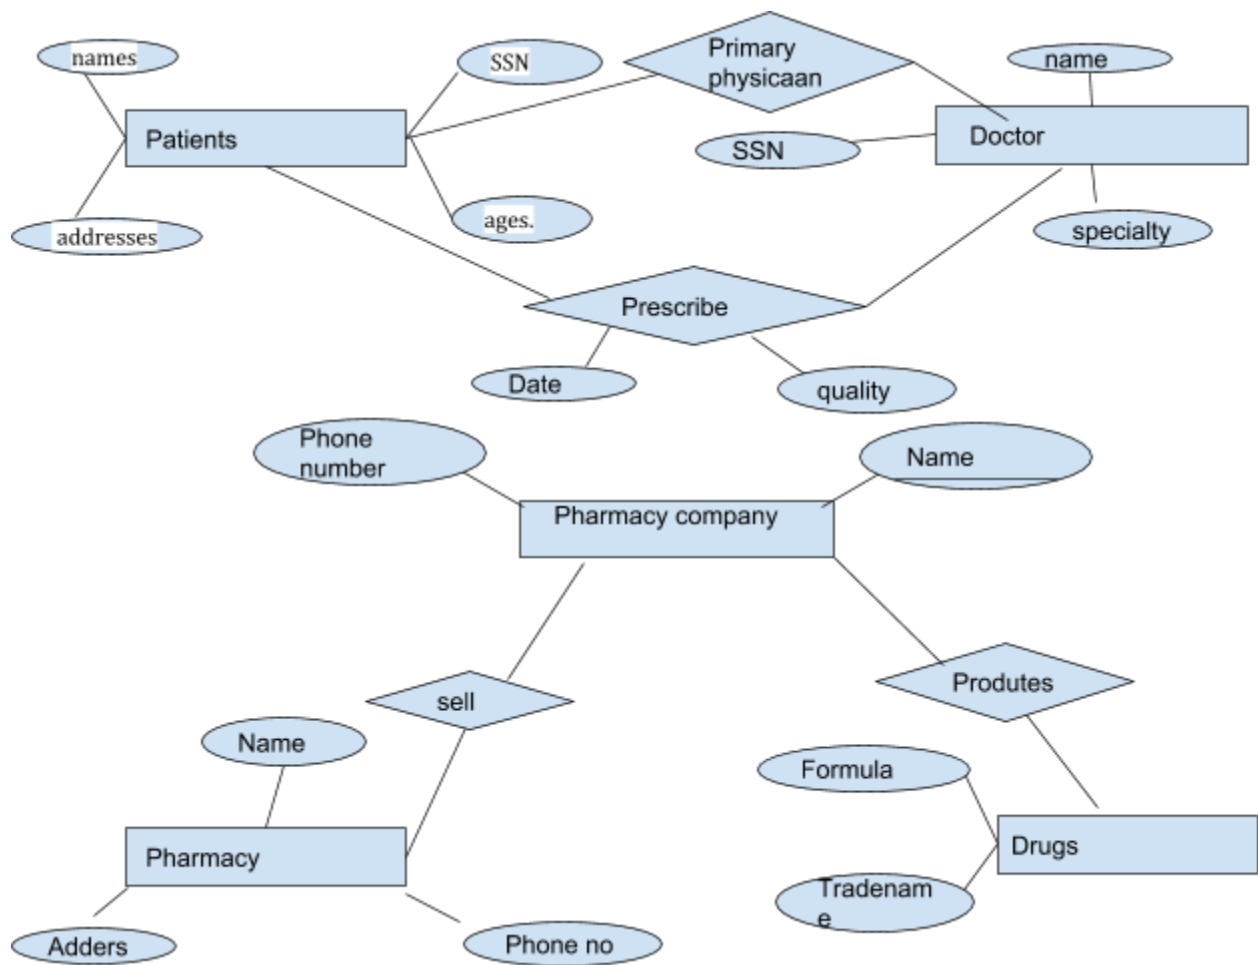 names
SSN
Primary
physicaan
name
Patients
SSN
Doctor
addresses
ages.
specialty
Prescribe
Date
quality
Phone
number
Name
Pharmacy company
sell
Produtes
Name
Formula
Pharmacy
Drugs
Tradenam
e
Adders
Phone no